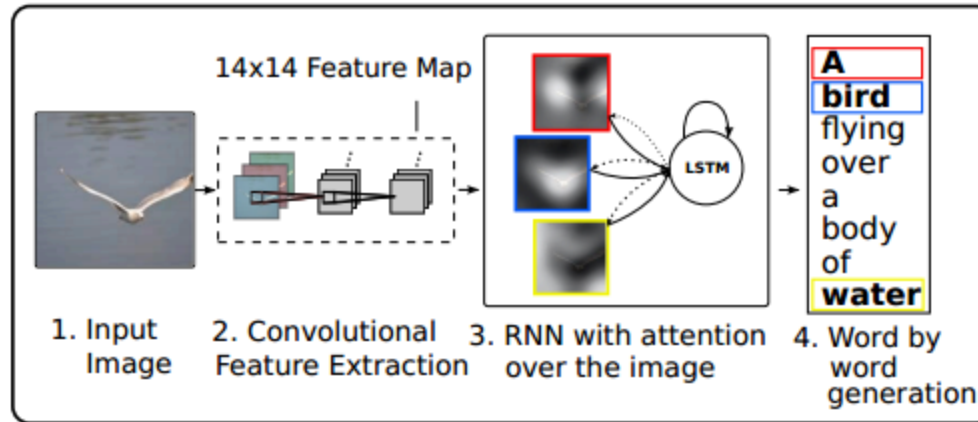 14x14 Feature Map
LSTM
A
bird
flying
over
a
body
of
water
1. Input
Image
2. Convolutional
Feature Extraction
3. RNN with attention
over the image
4. Word by
word
generation